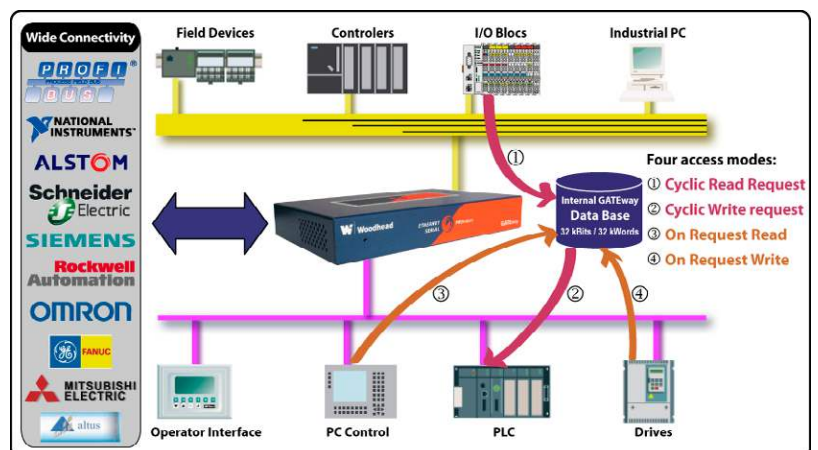 Wide Connectivity
PROFI®
BUS
NATIONAL
INSTRUMENTS™
ALSTOM
Schneider
Electric
SIEMENS
Rockwell
Automation
OMRON
GE
FANUC
MITSUBISHI
ELECTRIC
altus
Field Devices
Controlers
I/O Blocs
Industrial PC
①
Woodhead
ETHERNET
SERIAL
GATEway
Internal GATEway
Data Base
32 kBits / 32 kWords
Four access modes:
① Cyclic Read Request
② Cyclic Write request
③ On Request Read
④ On Request Write
③
②
④
Operator Interface
PC Control
PLC
Drives